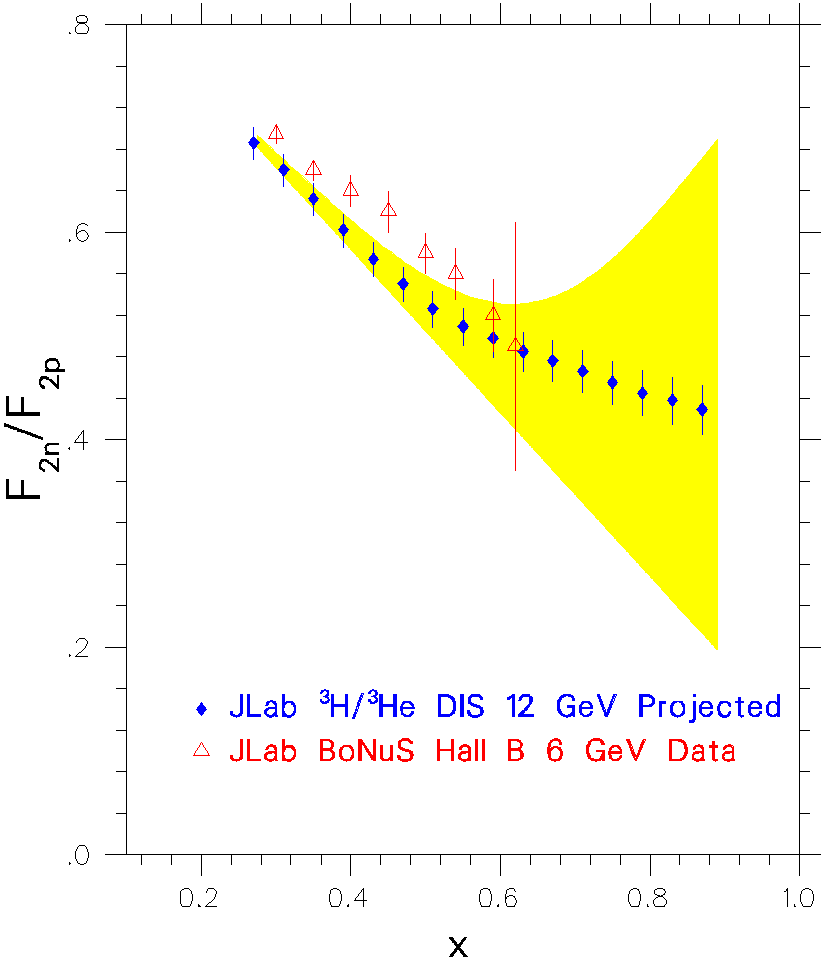 .8
.6
.4
.2
.0
F2n/F2p
JLab ³H/³He DIS 12 GeV Projected
JLab BoNuS Hall B 6 GeV Data
0.2 0.4 0.6 0.8 1.0
x